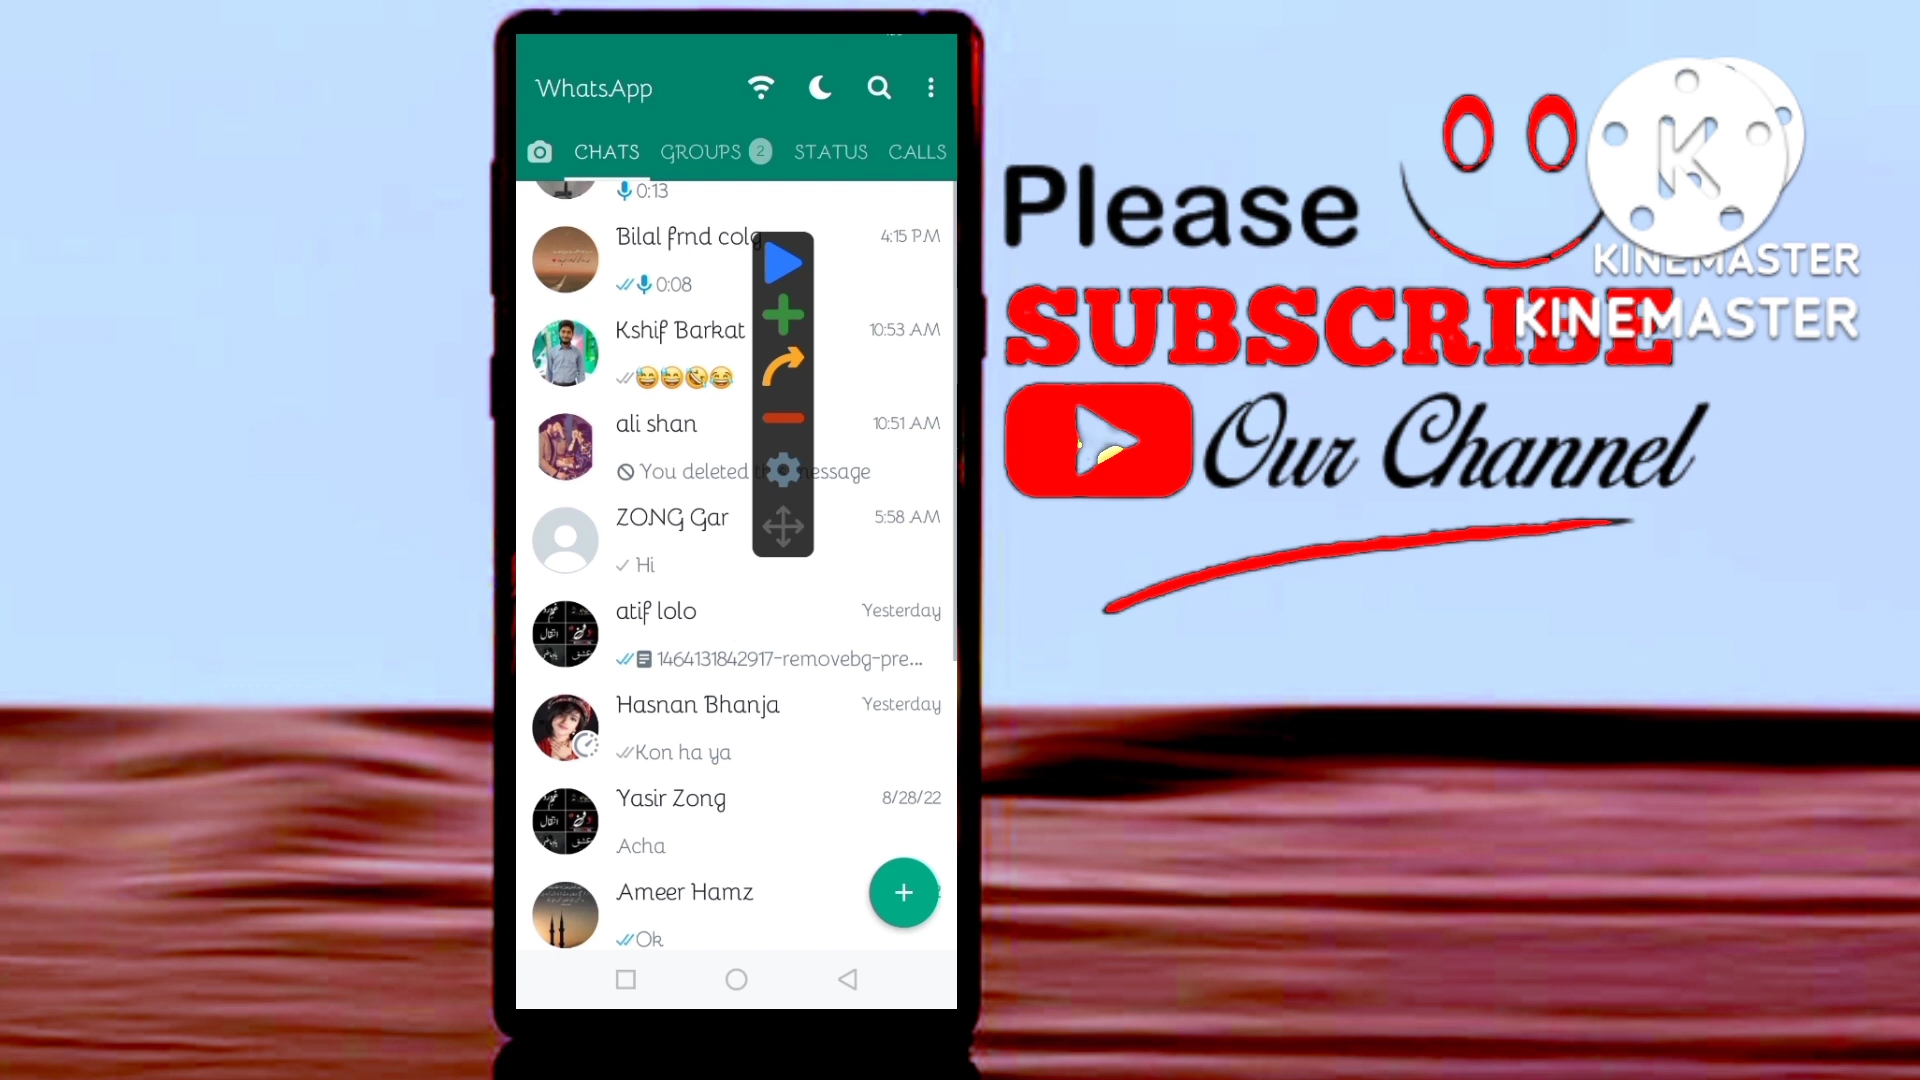 WhatsApp
CHATS GROUPS 2 STATUS CALLS
0:13
Bilal frnd colg 4:15 PM
0:08
Kshif Barkat 10:53 AM
😅😅🤣😂
ali shan 10:51 AM
You deleted this message
ZONG Gar 5:58 AM
Hi
atif lolo Yesterday
1464131842917-removebg-pre...
Hasnan Bhanja Yesterday
Kon ha ya
Yasir Zong 8/28/22
Acha
Ameer Hamz
Ok
Please
SUBSCRIBE
Our Channel
K
KINEMASTER
KINEMASTER